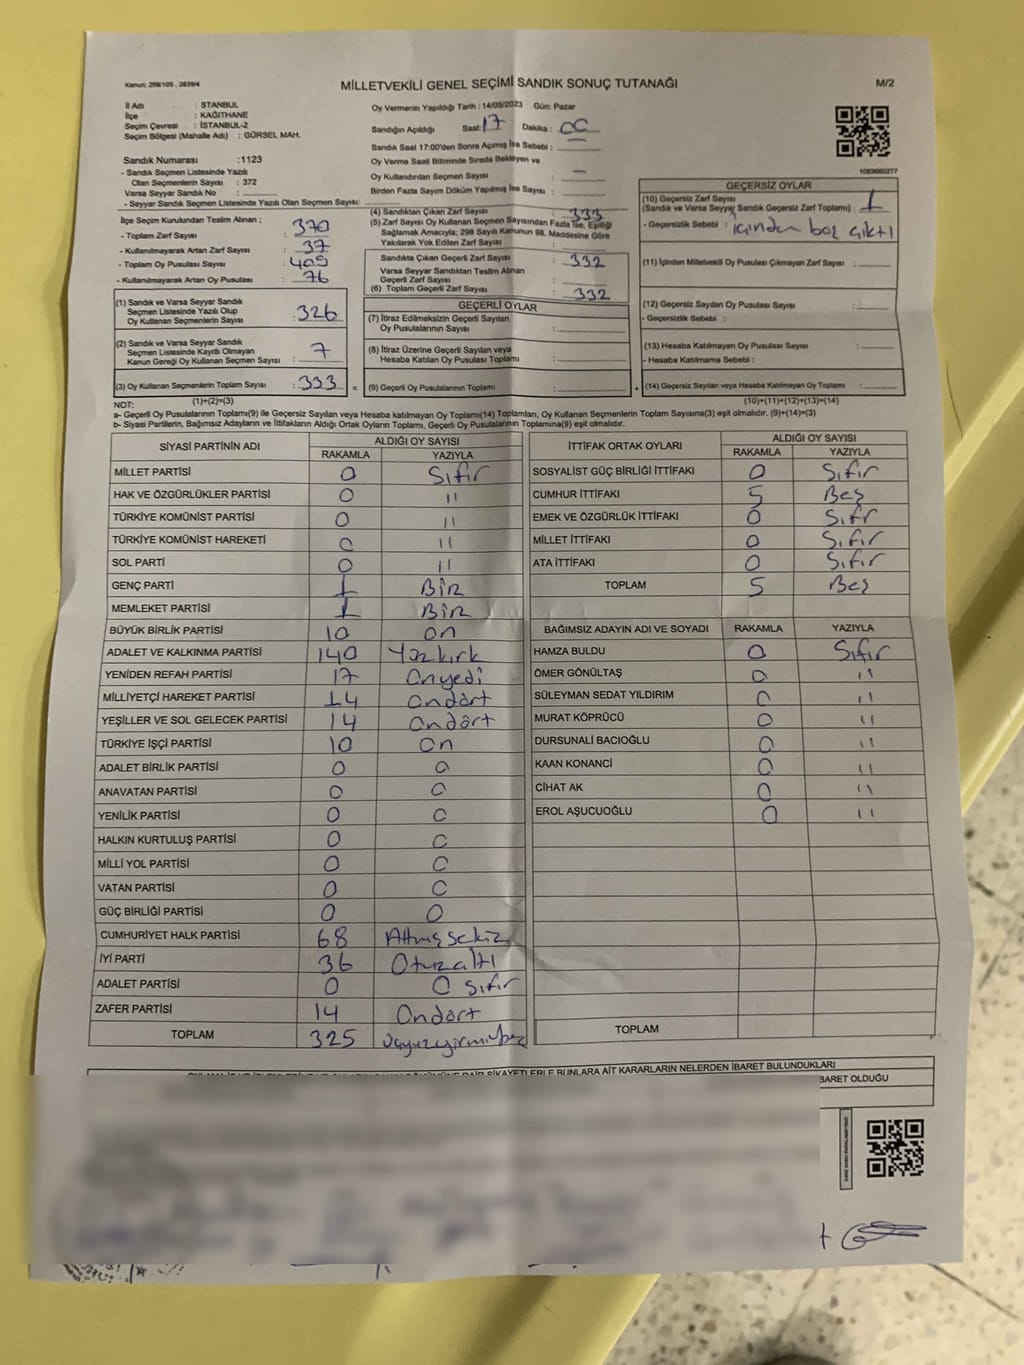 Kanun: 298/105 , 2839/4
MİLLETVEKİLİ GENEL SEÇİMİ SANDIK SONUÇ TUTANAĞI
M/2
İl Adı : STANBUL
İlçe : KAĞITHANE
Seçim Çevresi : İSTANBUL-2
Seçim Bölgesi (Mahalle Adı) : GÜRSEL MAH.
Sandık Numarası :1123
- Sandık Seçmen Listesinde Yazılı
Olan Seçmenlerin Sayısı : 372
Varsa Seyyar Sandık No :
- Seyyar Sandık Seçmen Listesinde Yazılı Olan Seçmen Sayısı:
Oy Vermenin Yapıldığı Tarih : 14/05/2023 Gün: Pazar
Sandığın Açıldığı Saat: 17 Dakika : 00
Sandık Saat 17:00'den Sonra Açımış İse Sebebi :
Oy Verme Saati Bitiminde Sırada Bekleyen ve
Oy Kullandırılan Seçmen Sayısı : -
Birden Fazla Sayım Döküm Yapılmış İse Sayısı :
1083660277
İlçe Seçim Kurulundan Teslim Alınan ;
- Toplam Zarf Sayısı : 370
- Kullanılmayarak Artan Zarf Sayısı : 37
- Toplam Oy Pusulası Sayısı : 409
- Kullanılmayarak Artan Oy Pusulası : 76
(1) Sandık ve Varsa Seyyar Sandık
Seçmen Listesinde Yazılı Olup
Oy Kullanan Seçmenlerin Sayısı : 326
(2) Sandık ve Varsa Seyyar Sandık
Seçmen Listesinde Kayıtlı Olmayan
Kanun Gereği Oy Kullanan Seçmen Sayısı : 7
(3) Oy Kullanan Seçmenlerin Toplam Sayısı : 333
(1)+(2)=(3)
(4) Sandıktan Çıkan Zarf Sayısı : 333
(5) Zarf Sayısı Oy Kullanan Seçmen Sayısından Fazla İse, Eşitliği
Sağlamak Amacıyla; 298 Sayılı Kanunun 98. Maddesine Göre
Yakılarak Yok Edilen Zarf Sayısı :
Sandıkta Çıkan Geçerli Zarf Sayısı : 332
Varsa Seyyar Sandıktan Teslim Alınan
Geçerli Zarf Sayısı :
(6) Toplam Geçerli Zarf Sayısı : 332
GEÇERLİ OYLAR
(7) İtiraz Edilmeksizin Geçerli Sayılan
Oy Pusulalarının Sayısı :
(8) İtiraz Üzerine Geçerli Sayılan veya
Hesaba Katılan Oy Pusulası Toplamı :
= (9) Geçerli Oy Pusulalarının Toplamı :
GEÇERSİZ OYLAR
(10) Geçersiz Zarf Sayısı
(Sandık ve Varsa Seyyar Sandık Geçersiz Zarf Toplamı) : 1
- Geçersizlik Sebebi : içinden boş çıktı
(11) İçinden Milletvekili Oy Pusulası Çıkmayan Zarf Sayısı :
(12) Geçersiz Sayılan Oy Pusulası Sayısı :
- Geçersizlik Sebebi :
(13) Hesaba Katılmayan Oy Pusulası Sayısı :
- Hesaba Katılmama Sebebi :
+ (14) Geçersiz Sayılan veya Hesaba Katılmayan Oy Toplamı :
(10)+(11)+(12)+(13)=(14)
NOT:
a- Geçerli Oy Pusulalarının Toplamı(9) ile Geçersiz Sayılan veya Hesaba katılmayan Oy Toplamı(14) Toplamları, Oy Kullanan Seçmenlerin Toplam Sayısına(3) eşit olmalıdır. (9)+(14)=(3)
b- Siyasi Partilerin, Bağımsız Adayların ve İttifakların Aldığı Oyların Toplamı, Geçerli Oy Pusulalarının Toplamına(9) eşit olmalıdır.
SİYASİ PARTİNİN ADI ALDIĞI OY SAYISI
RAKAMLA YAZIYLA
MİLLET PARTİSİ 0 Sıfır
HAK VE ÖZGÜRLÜKLER PARTİSİ 0 "
TÜRKİYE KOMÜNİST PARTİSİ 0 "
TÜRKİYE KOMÜNİST HAREKETİ 0 "
SOL PARTİ 0 "
GENÇ PARTİ 1 Bir
MEMLEKET PARTİSİ 1 Bir
BÜYÜK BİRLİK PARTİSİ 10 on
ADALET VE KALKINMA PARTİSİ 140 Yüzkırk
YENİDEN REFAH PARTİSİ 17 Onyedi
MİLLİYETÇİ HAREKET PARTİSİ 14 Ondört
YEŞİLLER VE SOL GELECEK PARTİSİ 14 Ondört
TÜRKİYE İŞÇİ PARTİSİ 10 On
ADALET BİRLİK PARTİSİ 0 0
ANAVATAN PARTİSİ 0 0
YENİLİK PARTİSİ 0 0
HALKIN KURTULUŞ PARTİSİ 0 0
MİLLİ YOL PARTİSİ 0 0
VATAN PARTİSİ 0 0
GÜÇ BİRLİĞİ PARTİSİ 0 0
CUMHURİYET HALK PARTİSİ 68 Altmışsekiz
İYİ PARTİ 36 Otuzaltı
ADALET PARTİSİ 0 0 Sıfır
ZAFER PARTİSİ 14 Ondört
TOPLAM 325 Üçyüzyirmibeş
İTTİFAK ORTAK OYLARI ALDIĞI OY SAYISI
RAKAMLA YAZIYLA
SOSYALİST GÜÇ BİRLİĞİ İTTİFAKI 0 Sıfır
CUMHUR İTTİFAKI 5 Beş
EMEK VE ÖZGÜRLÜK İTTİFAKI 0 Sıfr
MİLLET İTTİFAKI 0 Sıfır
ATA İTTİFAKI 0 Sıfır
TOPLAM 5 Beş
BAĞIMSIZ ADAYIN ADI VE SOYADI RAKAMLA YAZIYLA
HAMZA BULDU 0 Sıfır
ÖMER GÖNÜLTAŞ 0 "
SÜLEYMAN SEDAT YILDIRIM 0 "
MURAT KÖPRÜCÜ 0 "
DURSUNALİ BACIOĞLU 0 "
KAAN KONANCİ 0 "
CİHAT AK 0 "
EROL AŞUCUOĞLU 0 "
TOPLAM
ŞİKAYETLERLE BUNLARA AİT KARARLARIN NELERDEN İBARET BULUNDUKLARI
BARET OLDUĞU